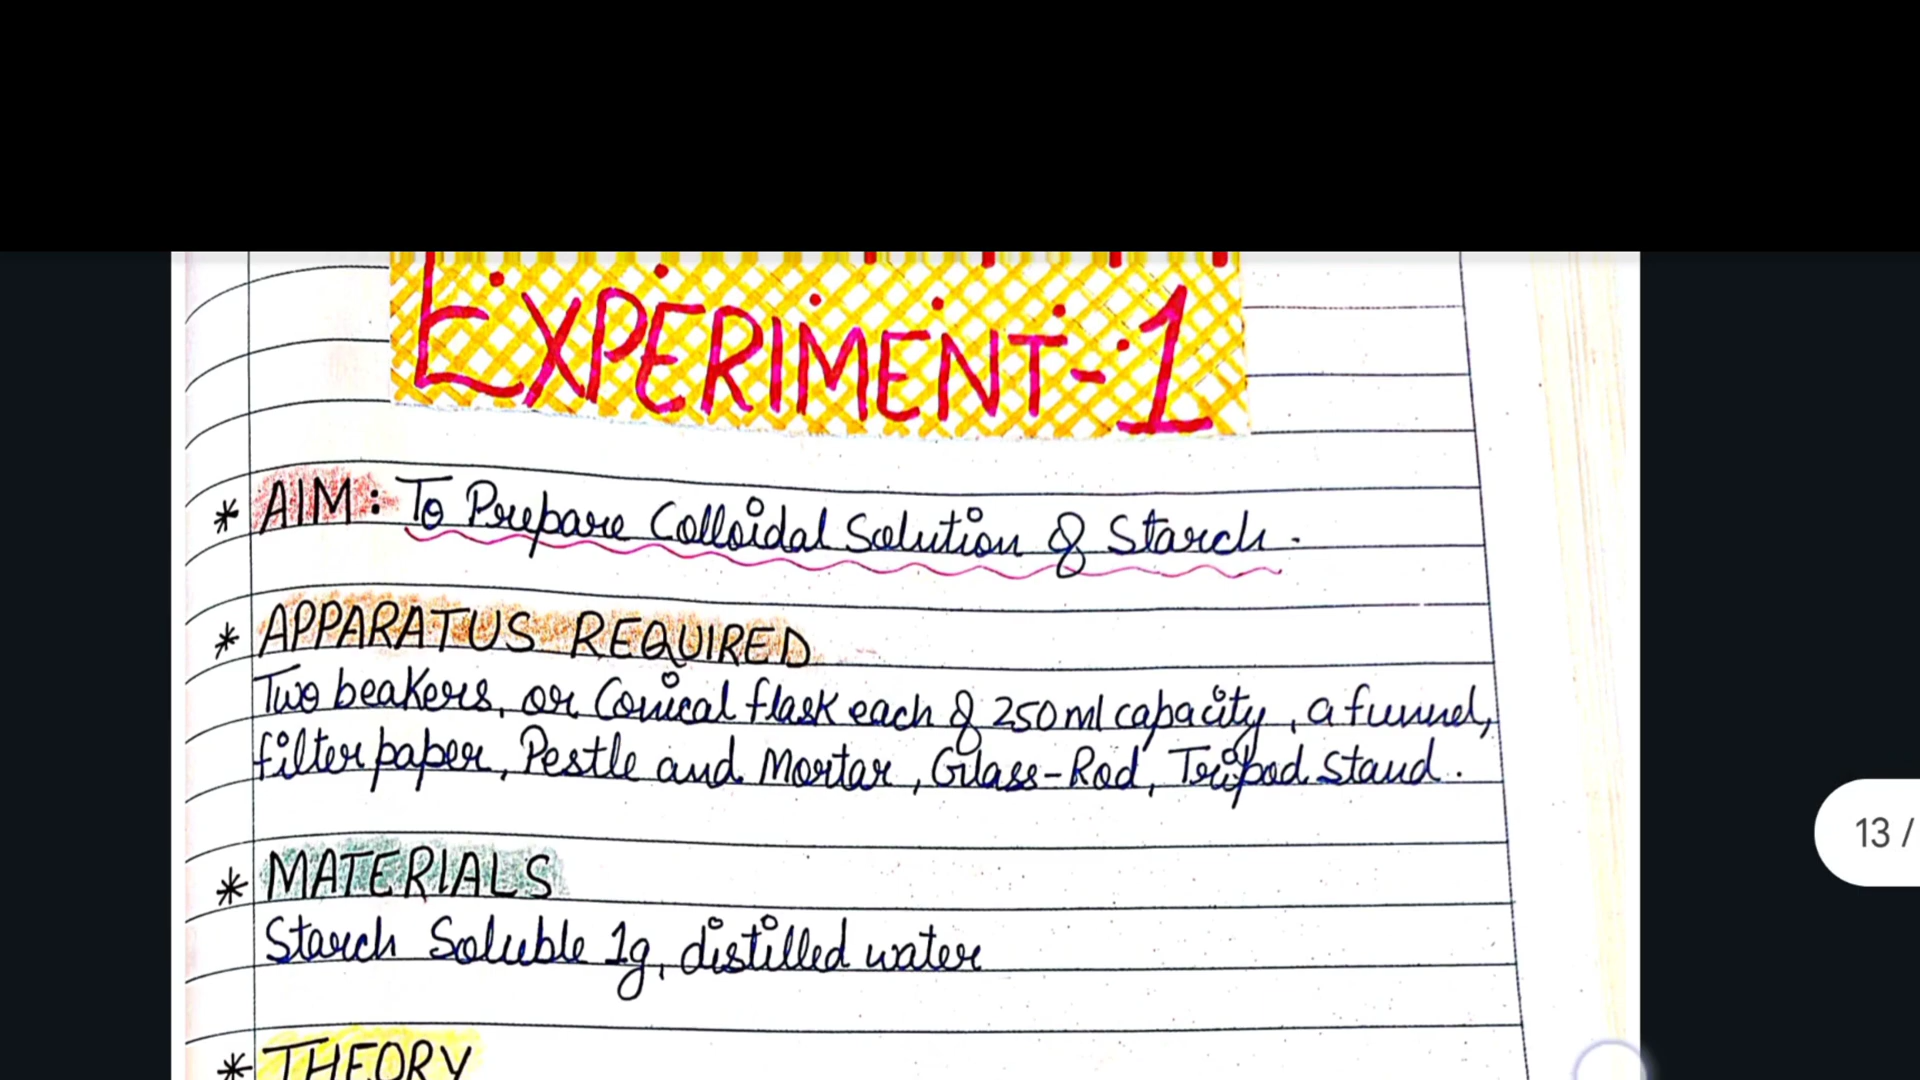 EXPERIMENT-1
* AIM: To Prepare Colloidal Solution of Starch.
* APPARATUS REQUIRED
Two beakers, or Conical flask each of 250 ml capacity, a funnel,
filter paper, Pestle and Mortar, Glass-Rod, Tripod Stand.
* MATERIALS
Starch Soluble 1g, distilled water
13 /
* THEORY